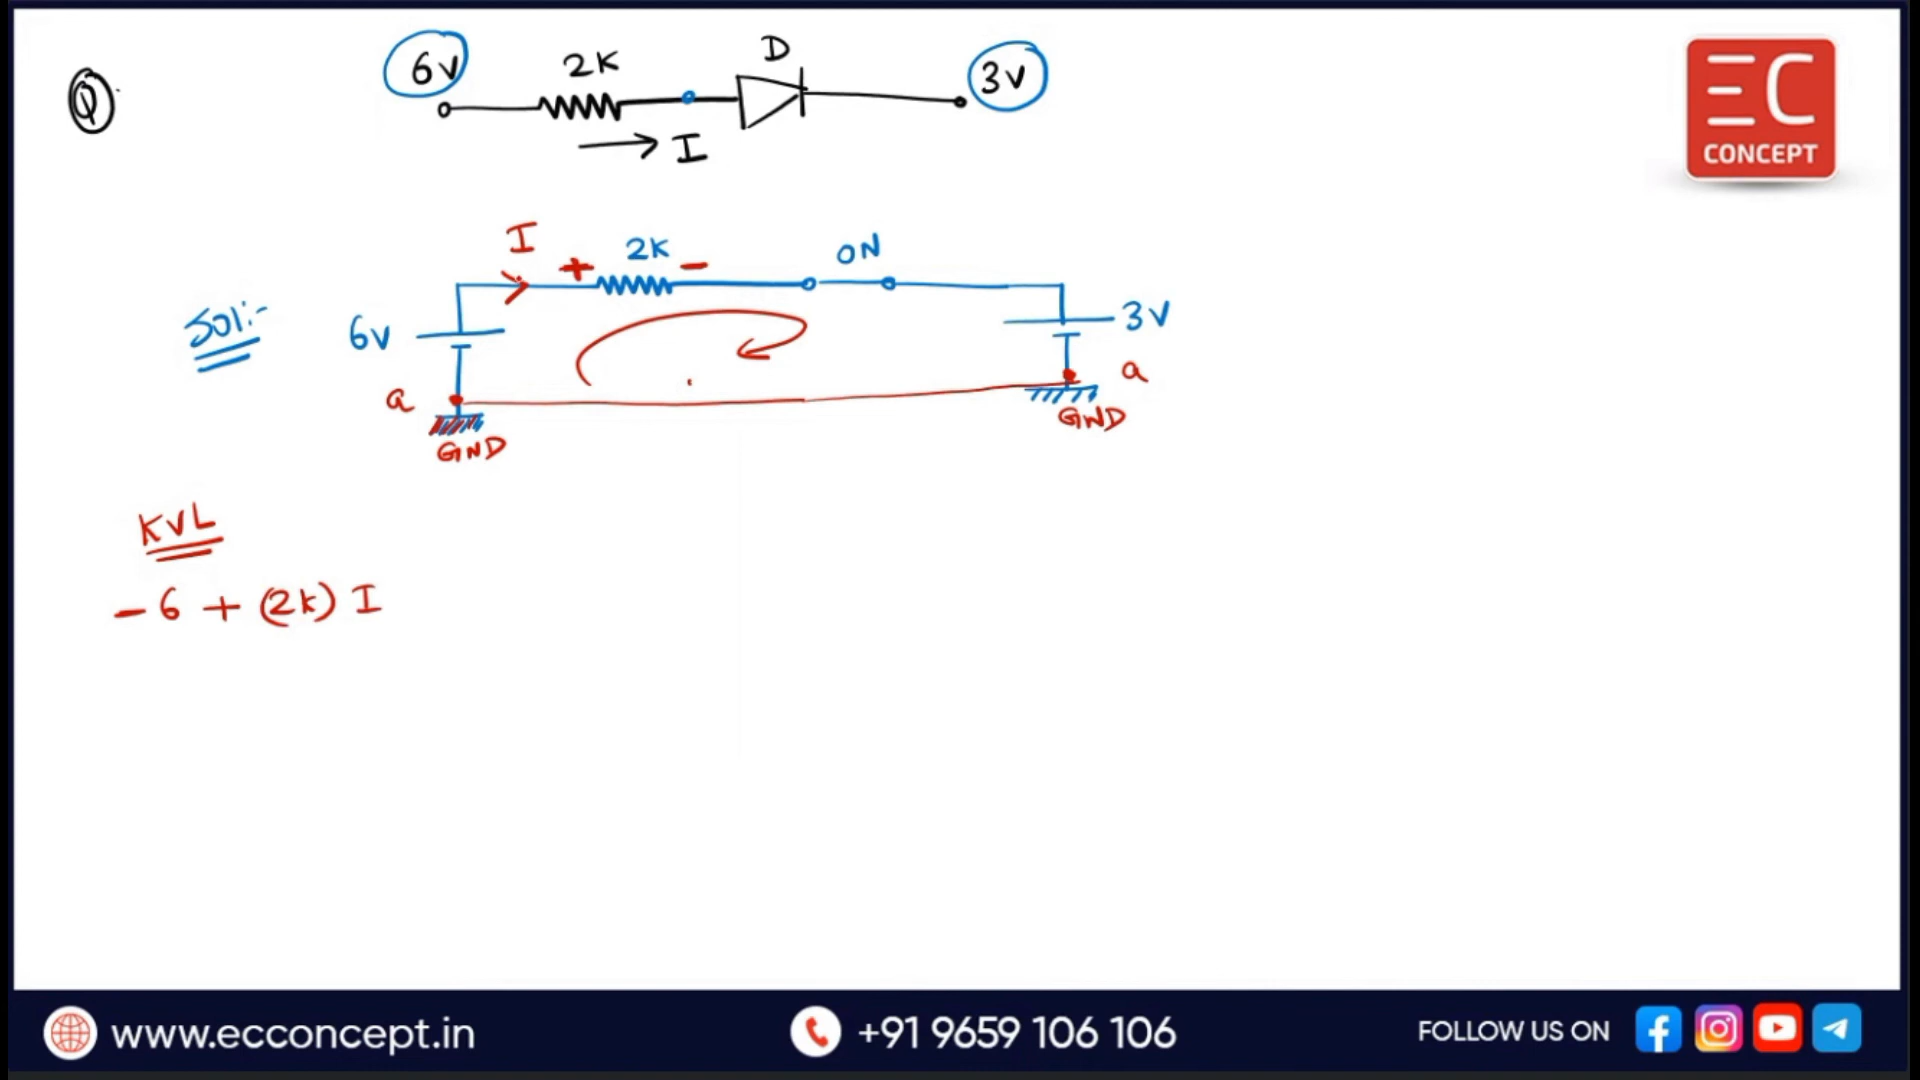 Q
6V 2K D 3V
I
EC
CONCEPT
I + 2K - ON
Sol:-
6V
3V
a
a
GND
GND
KVL
- 6 + (2K) I
www.ecconcept.in
+91 9659 106 106
FOLLOW US ON